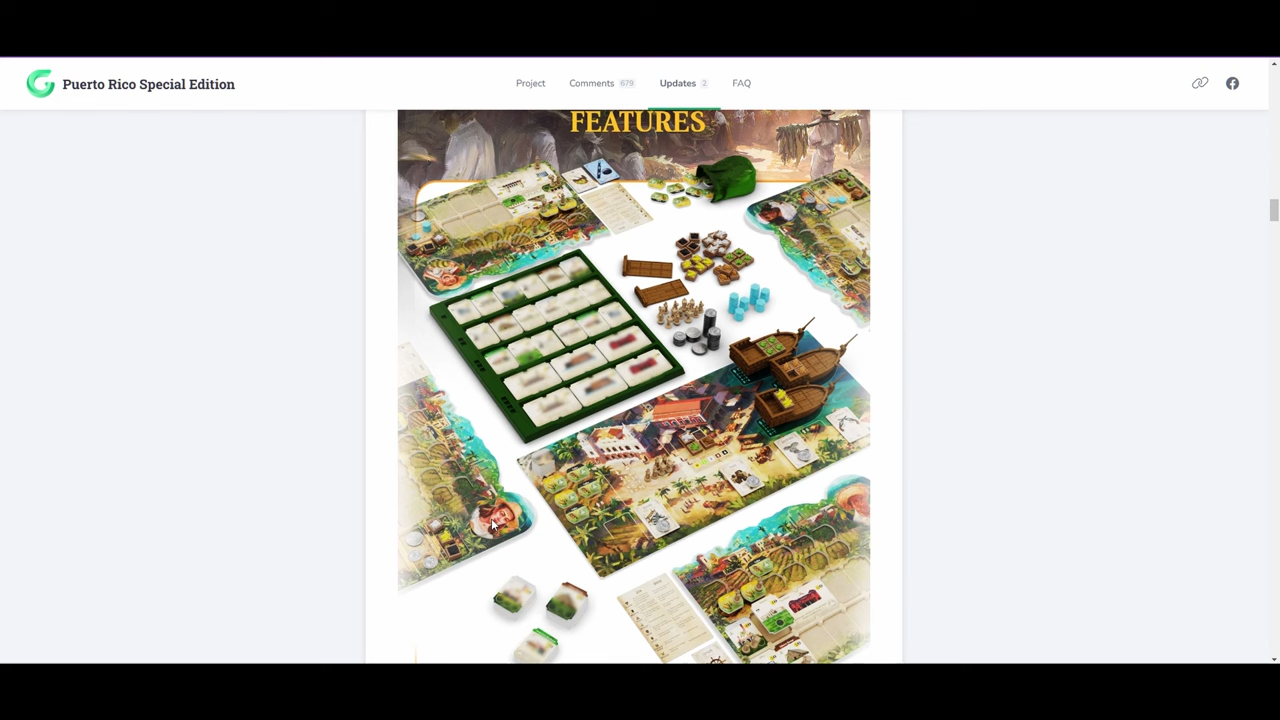 Puerto Rico Special Edition
Project
Comments 679
Updates 2
FAQ
FEATURES